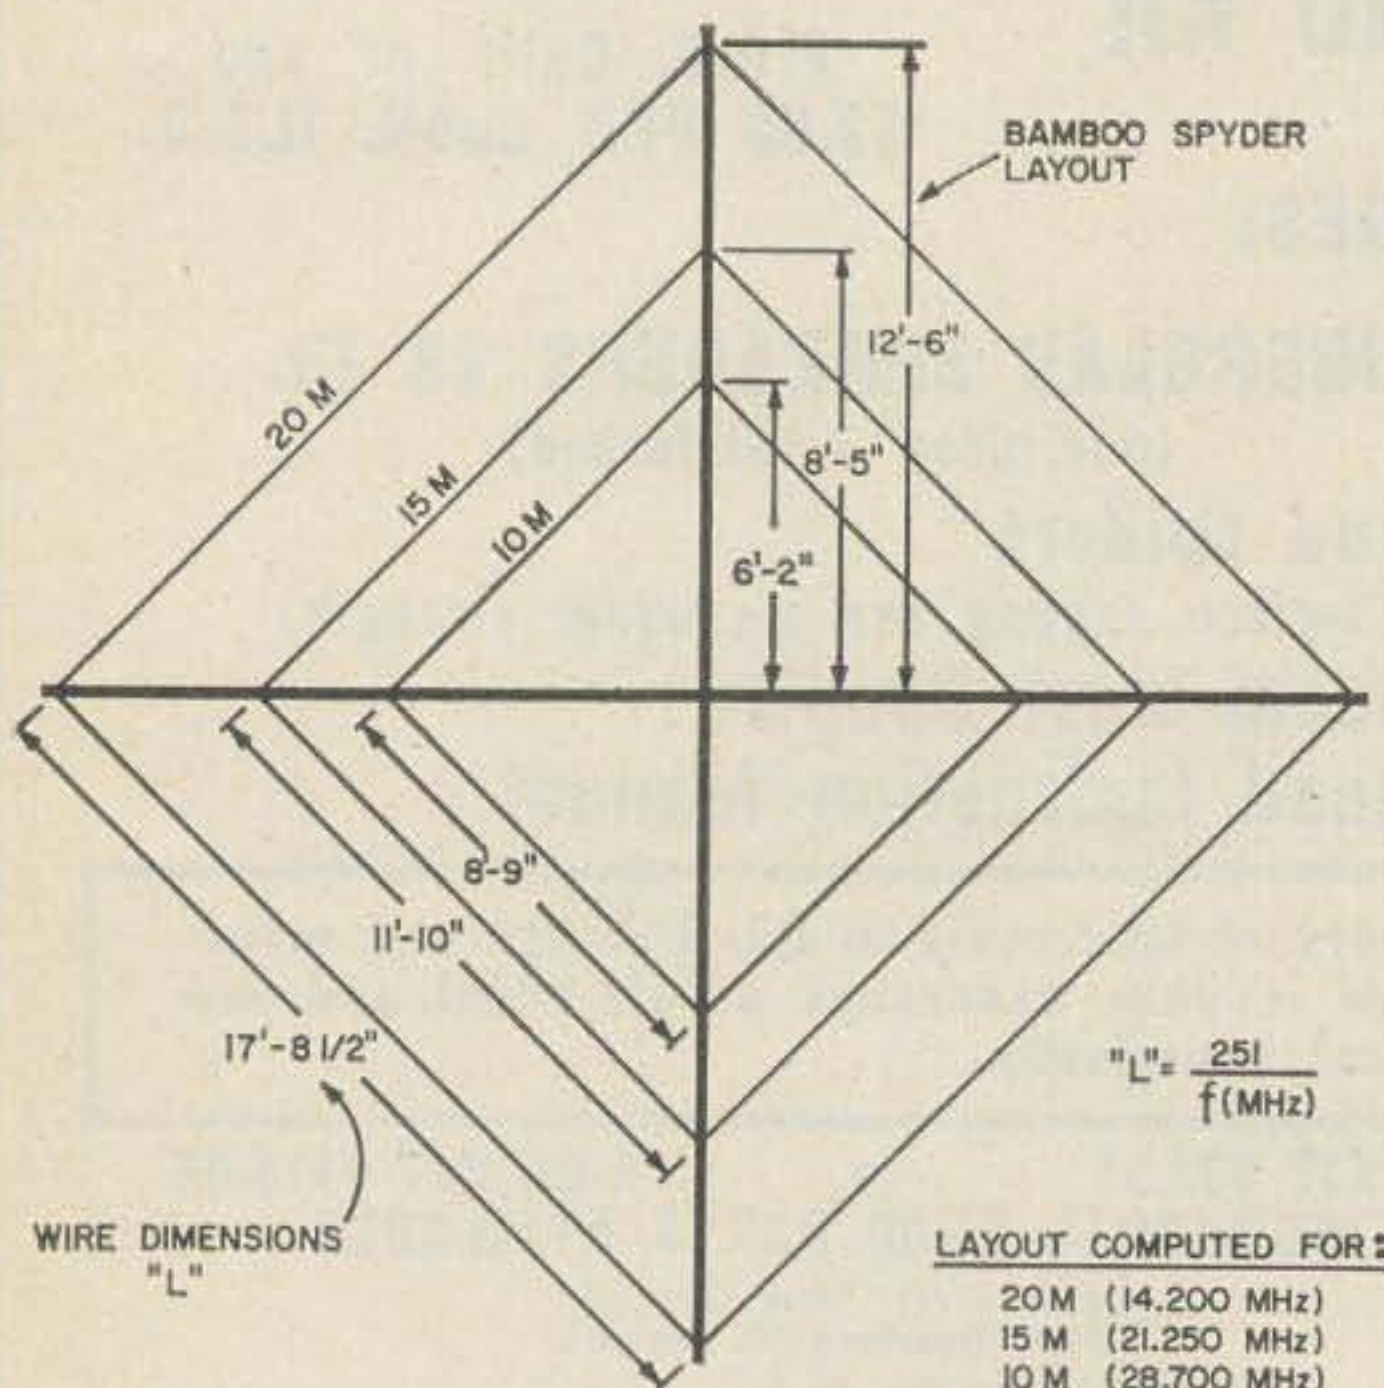 BAMBOO SPYDER
LAYOUT
12'-6"
8'-5"
6'-2"
20 M
15 M
10 M
8'-9"
11'-10"
17'-8 1/2"
WIRE DIMENSIONS
"L"
"L"= 251
f(MHz)
LAYOUT COMPUTED FOR:
20 M (14.200 MHz)
15 M (21.250 MHz)
10 M (28.700 MHz)